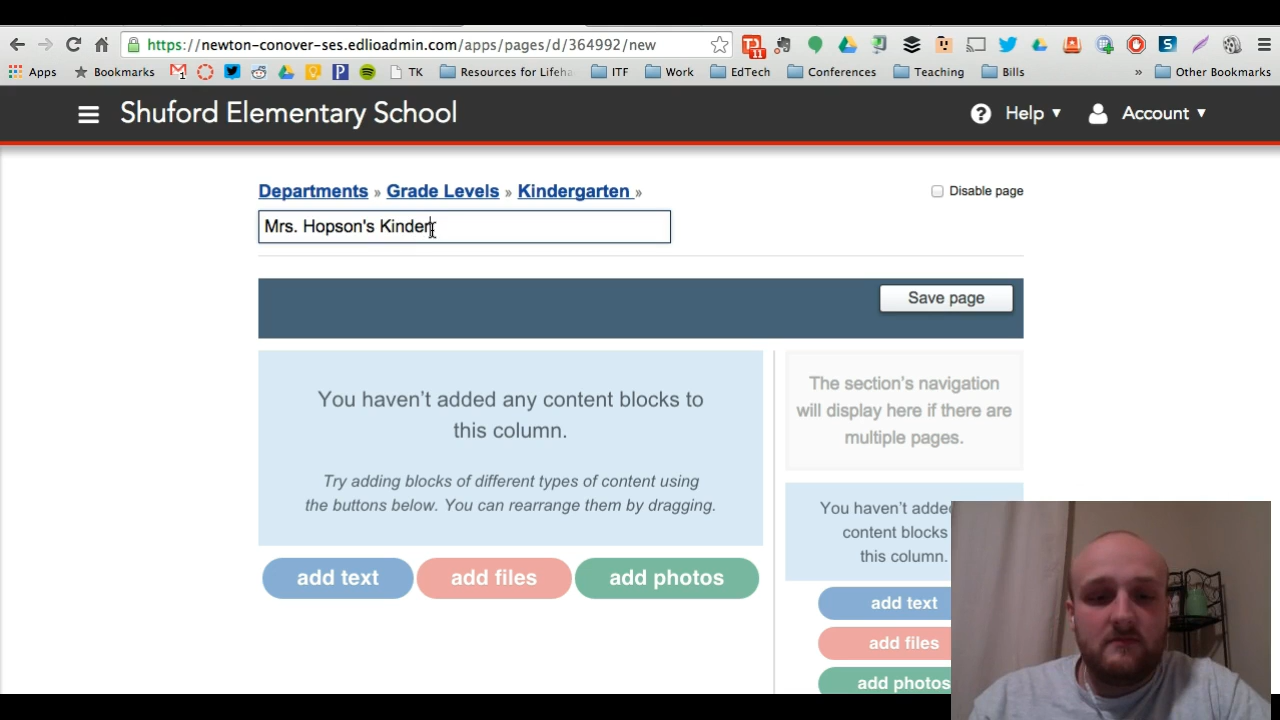 https://newton-conover-ses.edlioadmin.com/apps/pages/d/364992/new
11
S
Apps
Bookmarks
P
TK
Resources for Lifeha
ITF
Work
EdTech
Conferences
Teaching
Bills
»
Other Bookmarks
Shuford Elementary School
? Help ▼
Account ▼
Departments » Grade Levels » Kindergarten »
Disable page
Mrs. Hopson's Kinder
Save page
You haven't added any content blocks to
this column.
Try adding blocks of different types of content using
the buttons below. You can rearrange them by dragging.
add text
add files
add photos
The section's navigation
will display here if there are
multiple pages.
You haven't adde
content blocks
this column.
add text
add files
add photos